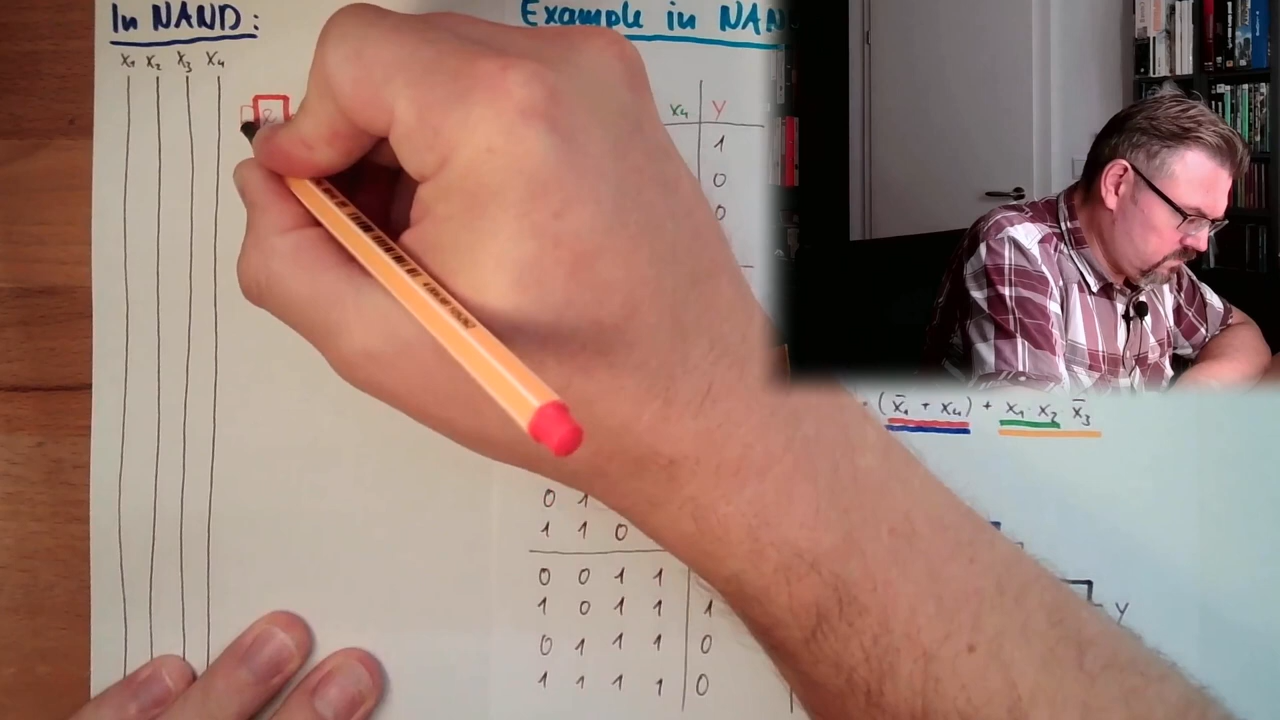 In NAND:
x₁ x₂ x₃ x₄
&
Example in NAN
x₄ y
1
0
0
(x̄₁ + x₄) + x₁ · x₂ x̄₃
0 1
1 1 0
0 0 1 1
1 0 1 1 1
0 1 1 1 0
1 1 1 1 0
y